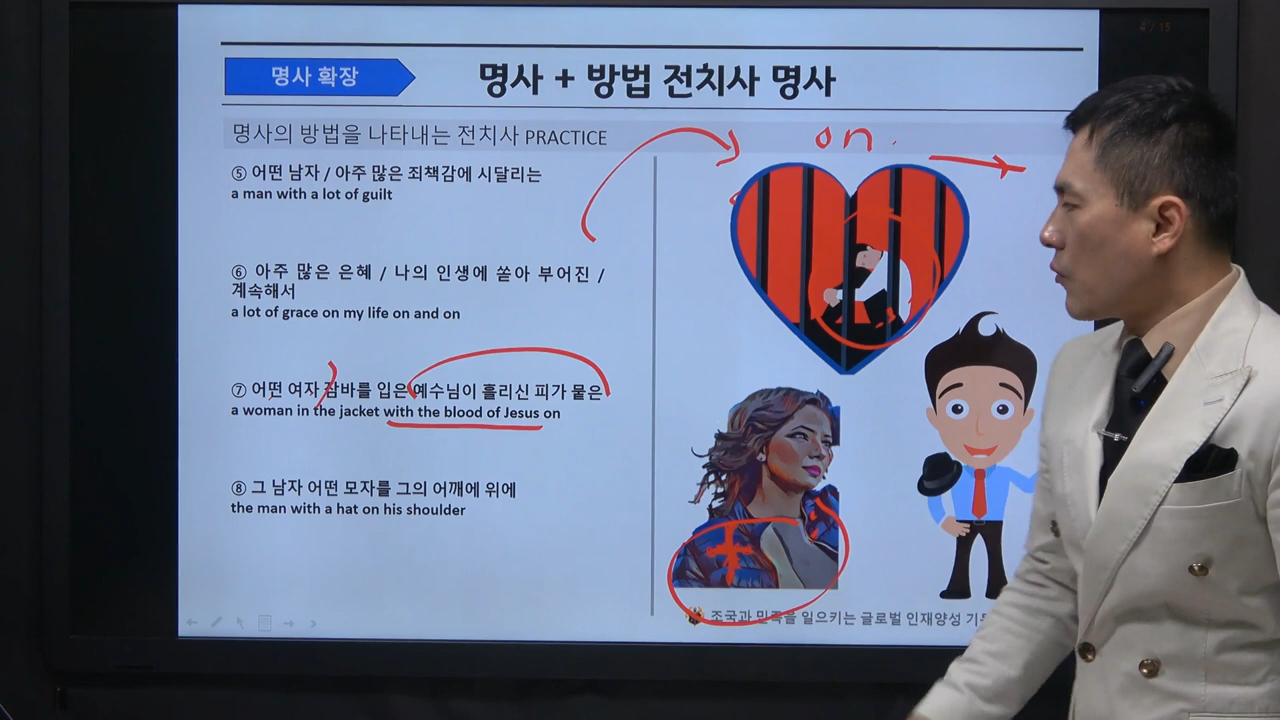 4 / 15
명사 확장
명사 + 방법 전치사 명사
명사의 방법을 나타내는 전치사 PRACTICE
on.
⑤ 어떤 남자 / 아주 많은 죄책감에 시달리는
a man with a lot of guilt
⑥ 아주 많은 은혜 / 나의 인생에 쏟아 부어진 /
계속해서
a lot of grace on my life on and on
⑦ 어떤 여자 잠바를 입은 예수님이 흘리신 피가 뭍은
a woman in the jacket with the blood of Jesus on
⑧ 그 남자 어떤 모자를 그의 어깨에 위에
the man with a hat on his shoulder
조국과 민족을 일으키는 글로벌 인재양성